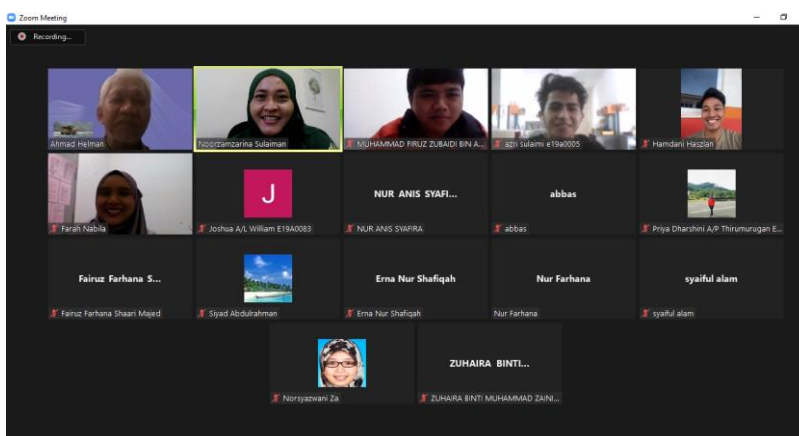 Zoom Meeting
Recording...
Ahmad Helman
Noorzamzarina Sulaiman
MUHAMMAD FIRUZ ZUBAIDI BIN A...
azri sulaimi e19a0005
Hamdani Haszlan
Farah Nabila
J
Joshua A/L William E19A0083
NUR ANIS SYAFI...
NUR ANIS SYAFIRA
abbas
abbas
Priya Dharshini A/P Thirumurugan E...
Fairuz Farhana S...
Fairuz Farhana Shaari Majed
Siyad Abdulrahman
Erna Nur Shafiqah
Erna Nur Shafiqah
Nur Farhana
Nur Farhana
syaiful alam
syaiful alam
Norsyazwani Za
ZUHAIRA BINTI...
ZUHAIRA BINTI MUHAMMAD ZAINI...